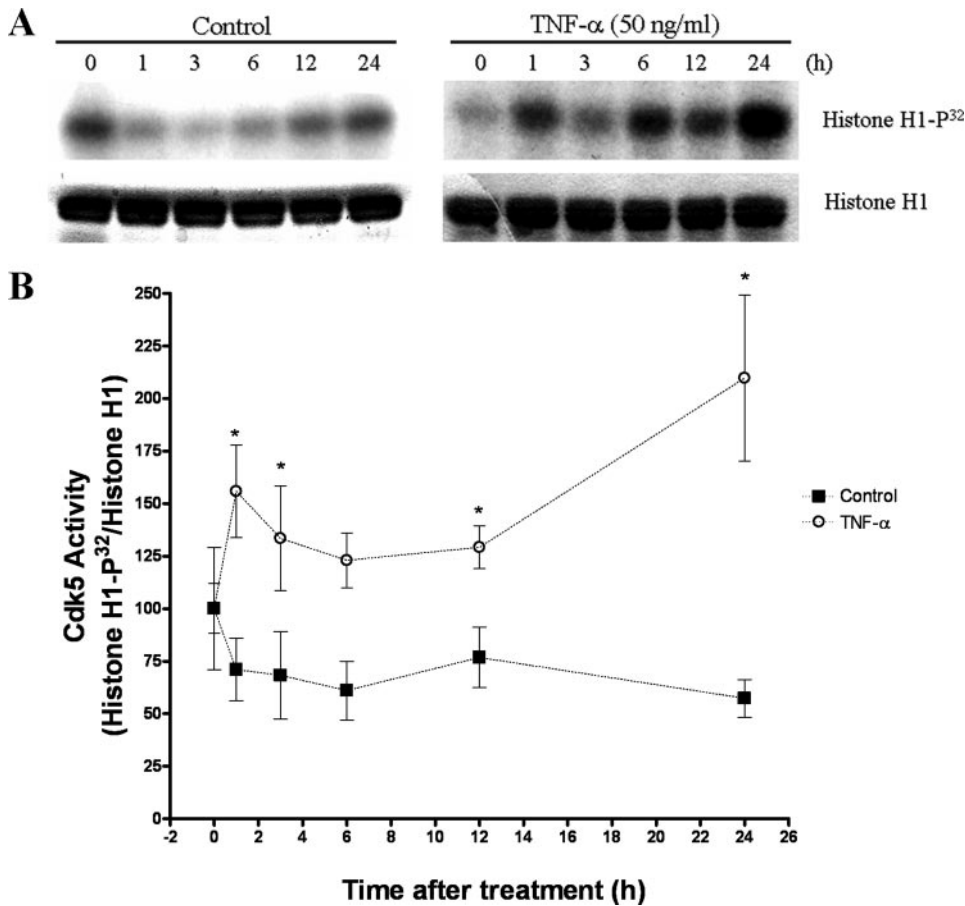 A
Control TNF-α (50 ng/ml)
0 1 3 6 12 24 0 1 3 6 12 24 (h)
Histone H1-P³²
Histone H1
B
250
225
200
175
150
125
100
75
50
25
0
* * * *
Cdk5 Activity
(Histone H1-P³²/Histone H1)
Control
TNF-α
-2 0 2 4 6 8 10 12 14 16 18 20 22 24 26
Time after treatment (h)